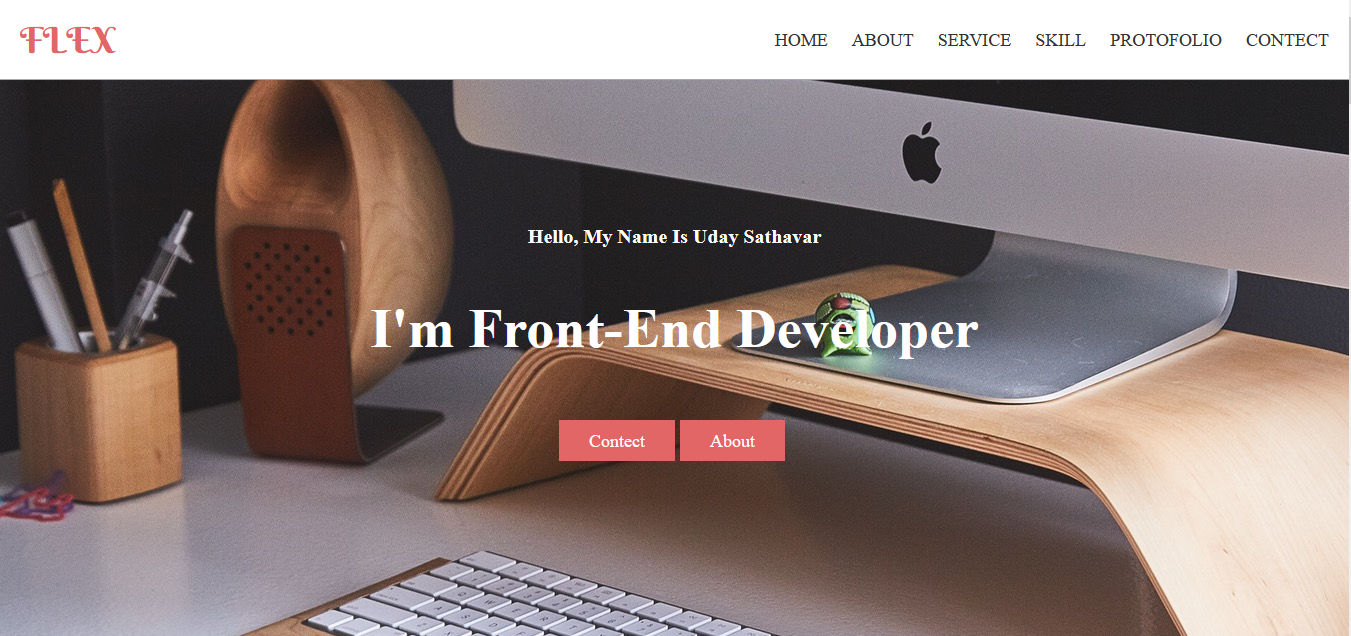 FLEX
HOME ABOUT SERVICE SKILL PROTOFOLIO CONTECT
Hello, My Name Is Uday Sathavar
I'm Front-End Developer
Contect About